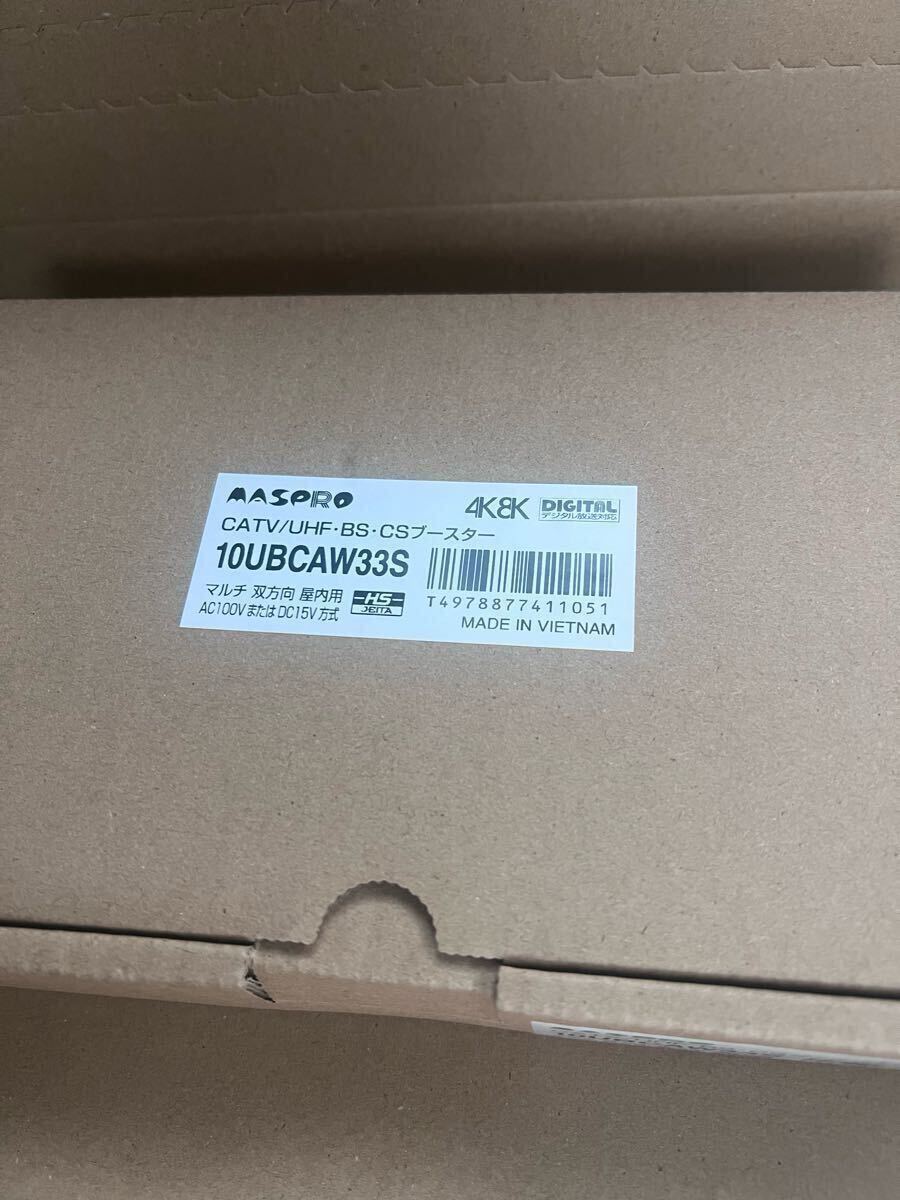 MASPRO
4K8K
DIGITAL
デジタル放送対応
CATV/UHF・BS・CSブースター
10UBCAW33S
マルチ 双方向 屋内用
AC100VまたはDC15V方式
HS
JEITA
T4978877411051
MADE IN VIETNAM